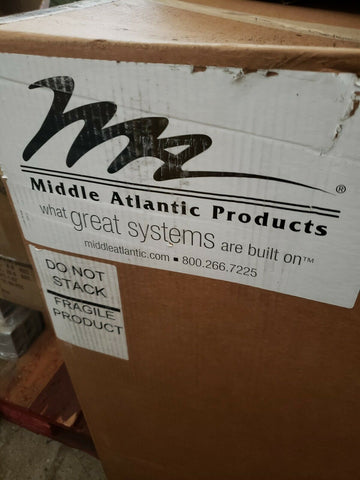 Middle Atlantic Products
what great systems are built on™
middleatlantic.com ▪ 800.266.7225
DO NOT
STACK
FRAGILE
PRODUCT